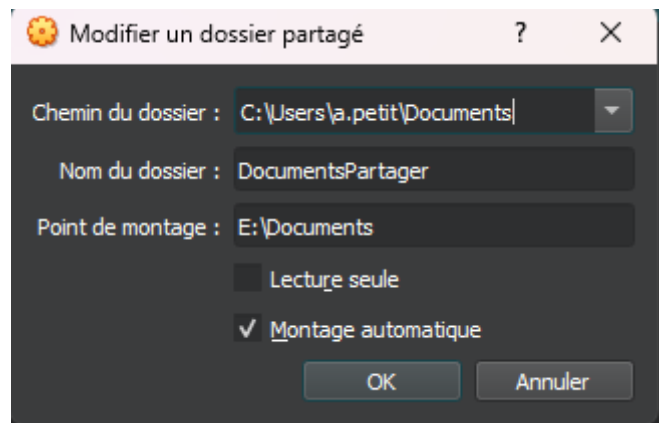 Modifier un dossier partagé ?
Chemin du dossier : C:\Users\a.petit\Documents
Nom du dossier : DocumentsPartager
Point de montage : E:\Documents
Lecture seule
Montage automatique
OK Annuler